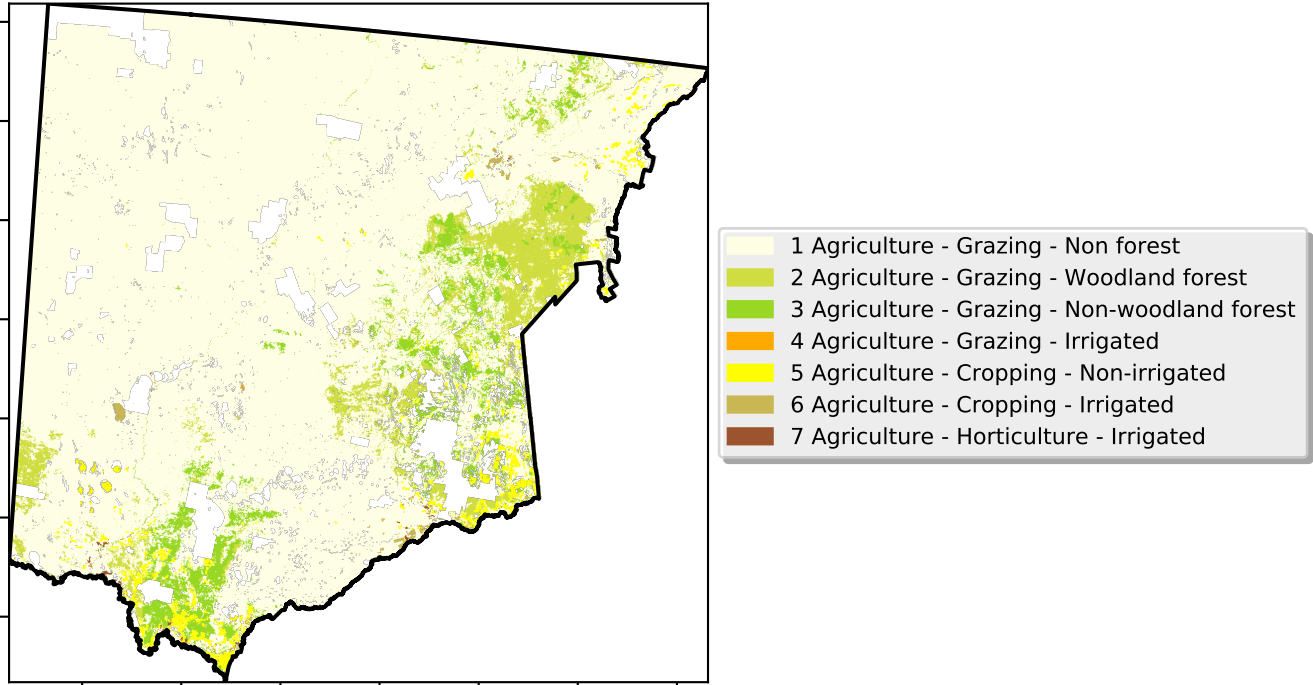 1 Agriculture - Grazing - Non forest
2 Agriculture - Grazing - Woodland forest
3 Agriculture - Grazing - Non-woodland forest
4 Agriculture - Grazing - Irrigated
5 Agriculture - Cropping - Non-irrigated
6 Agriculture - Cropping - Irrigated
7 Agriculture - Horticulture - Irrigated